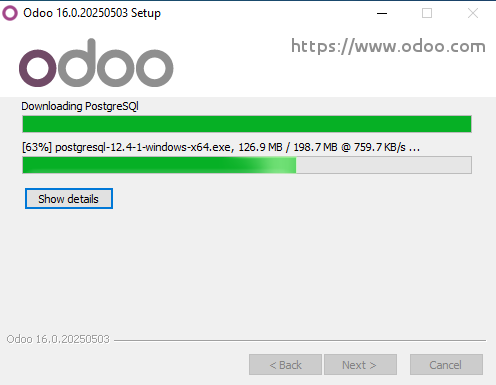 Odoo 16.0.20250503 Setup
odoo
https://www.odoo.com
Downloading PostgreSQl
[63%] postgresql-12.4-1-windows-x64.exe, 126.9 MB / 198.7 MB @ 759.7 KB/s ...
Show details
Odoo 16.0.20250503
< Back
Next >
Cancel